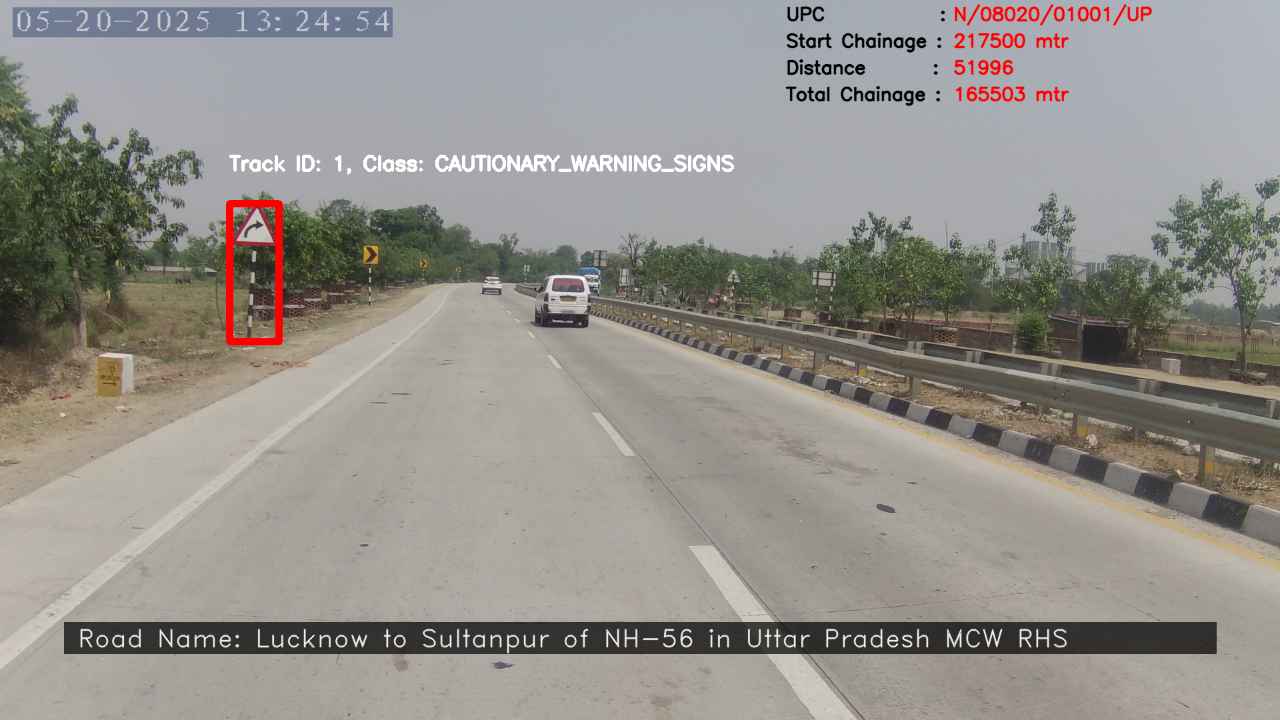 05-20-2025 13:24:54
UPC : N/08020/01001/UP
Start Chainage : 217500 mtr
Distance : 51996
Total Chainage : 165503 mtr
Track ID: 1, Class: CAUTIONARY_WARNING_SIGNS
Road Name: Lucknow to Sultanpur of NH-56 in Uttar Pradesh MCW RHS